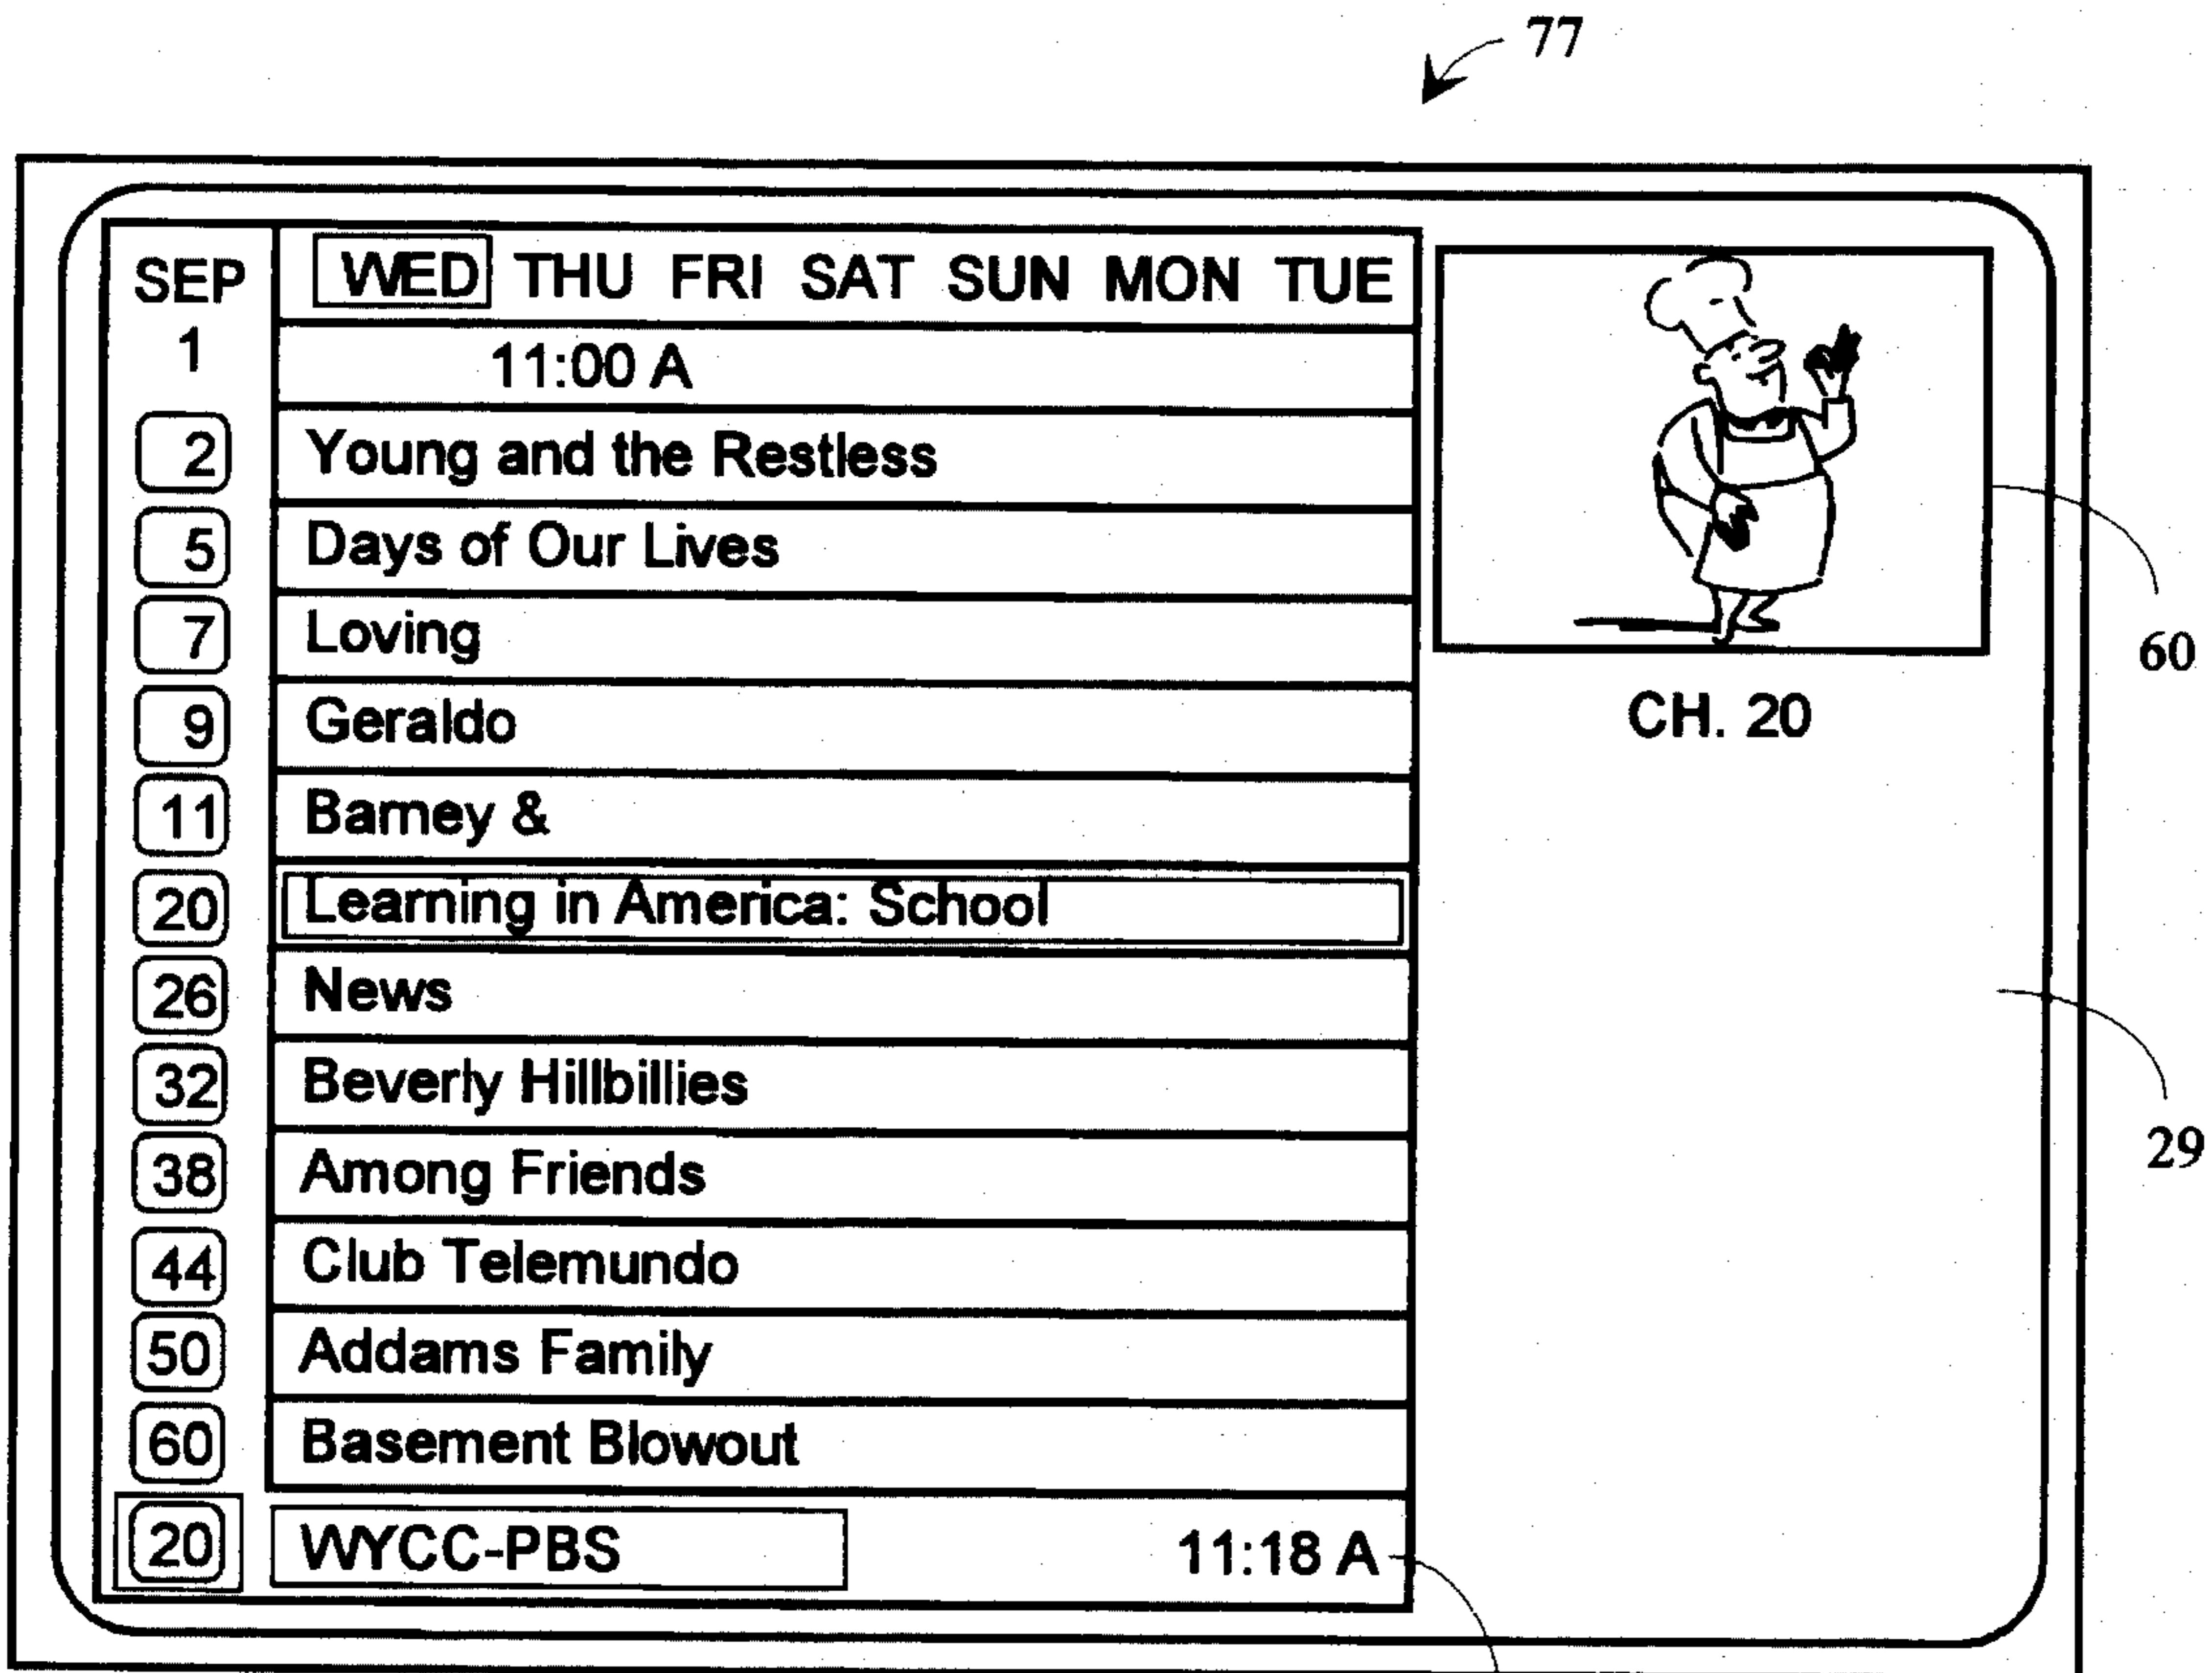 77
SEP WED THU FRI SAT SUN MON TUE
1 11:00 A
2 Young and the Restless
5 Days of Our Lives
7 Loving
60
9 Geraldo
CH. 20
11 Barney &
20 Learning in America: School
26 News
32 Beverly Hillbillies
29
38 Among Friends
44 Club Telemundo
50 Addams Family
60 Basement Blowout
20 WYCC-PBS 11:18 A